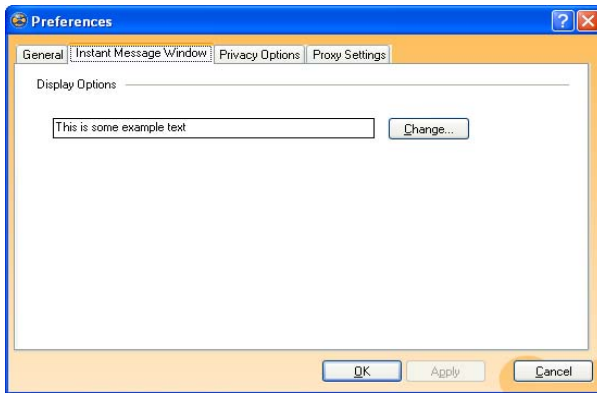 Preferences
General Instant Message Window Privacy Options Proxy Settings
Display Options
This is some example text Change...
OK Apply Cancel